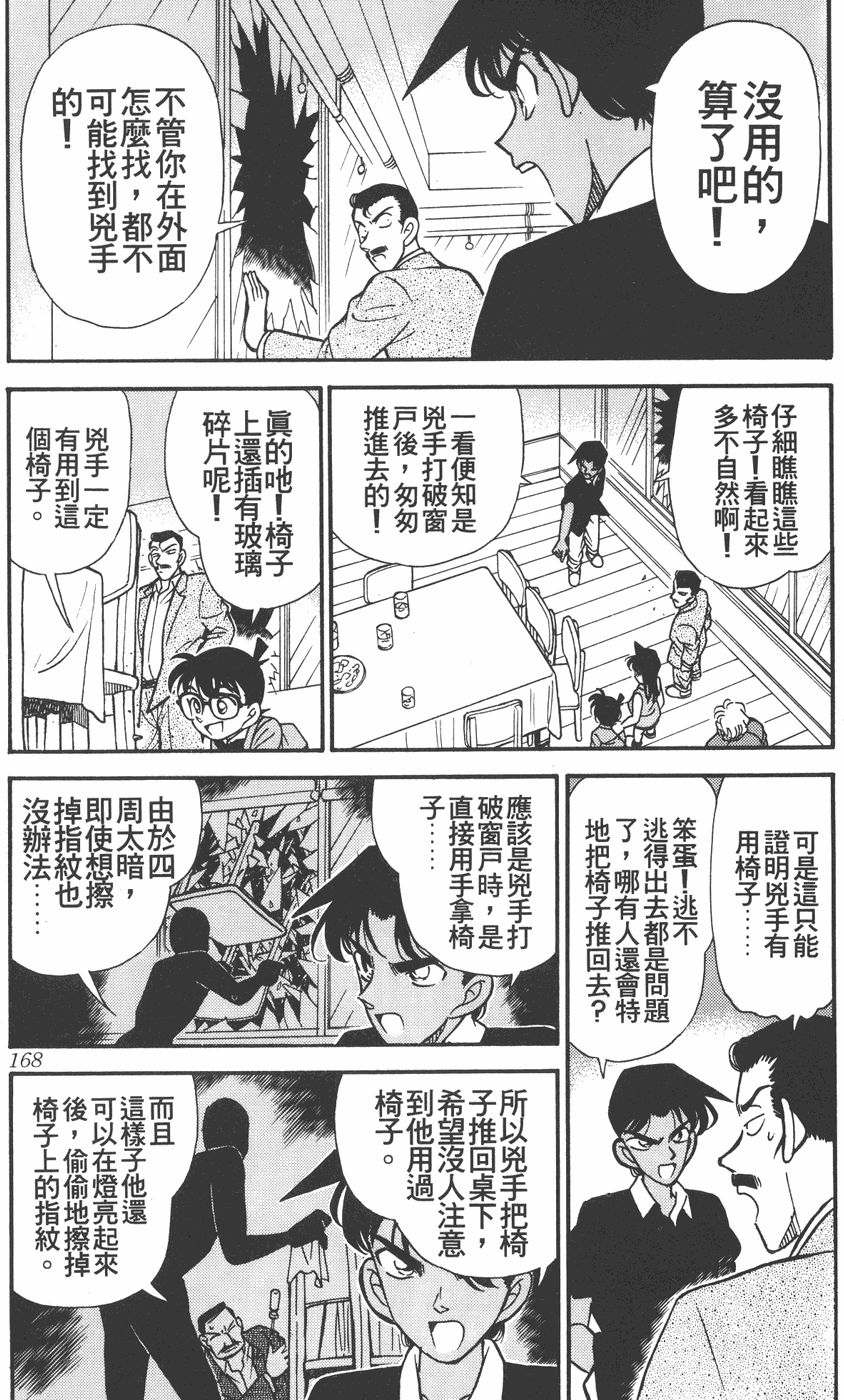 沒用的，
算了吧！
不管你在外面
怎麼找，都不
可能找到兇手
的！
仔細瞧瞧這些
椅子！看起來
多不自然啊！
一看便知是
兇手打破窗
戶後，匆匆
推進去的！
真的吔！椅子
上還插有玻璃
碎片呢！
兇手一定
有用到這
個椅子。
可是這只能
證明兇手有
用椅子……
笨蛋！逃不
逃得出去都是問題
了，哪有人還會特
地把椅子推回去？
應該是兇手打
破窗戶時，是
直接用手拿椅
子……
由於四
周太暗，
即使想擦
掉指紋也
沒辦法……
所以兇手把椅
子推回桌下，
希望沒人注意
到他用過
椅子。
而且
這樣子他還
可以在燈亮起來
後，偷偷地擦掉
椅子上的指紋。
168